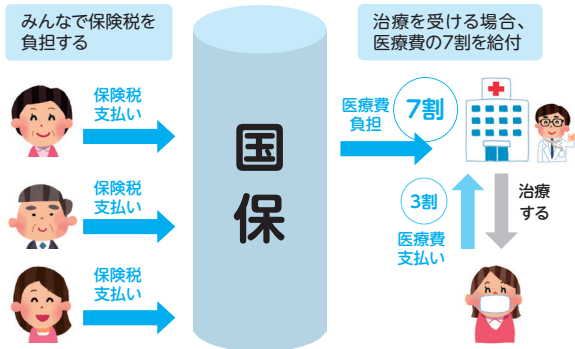 みんなで保険税を
負担する
保険税
支払い
保険税
支払い
保険税
支払い
国
保
治療を受ける場合、
医療費の7割を給付
医療費
負担
7割
3割
医療費
支払い
治療
する